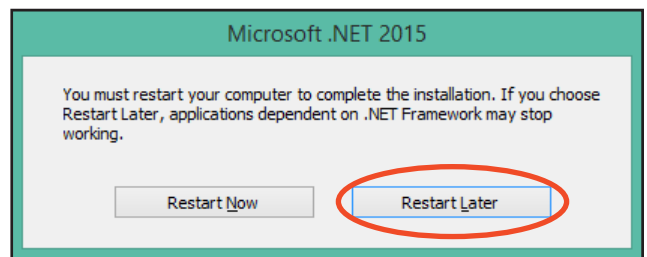 Microsoft .NET 2015
You must restart your computer to complete the installation. If you choose
Restart Later, applications dependent on .NET Framework may stop
working.
Restart Now
Restart Later